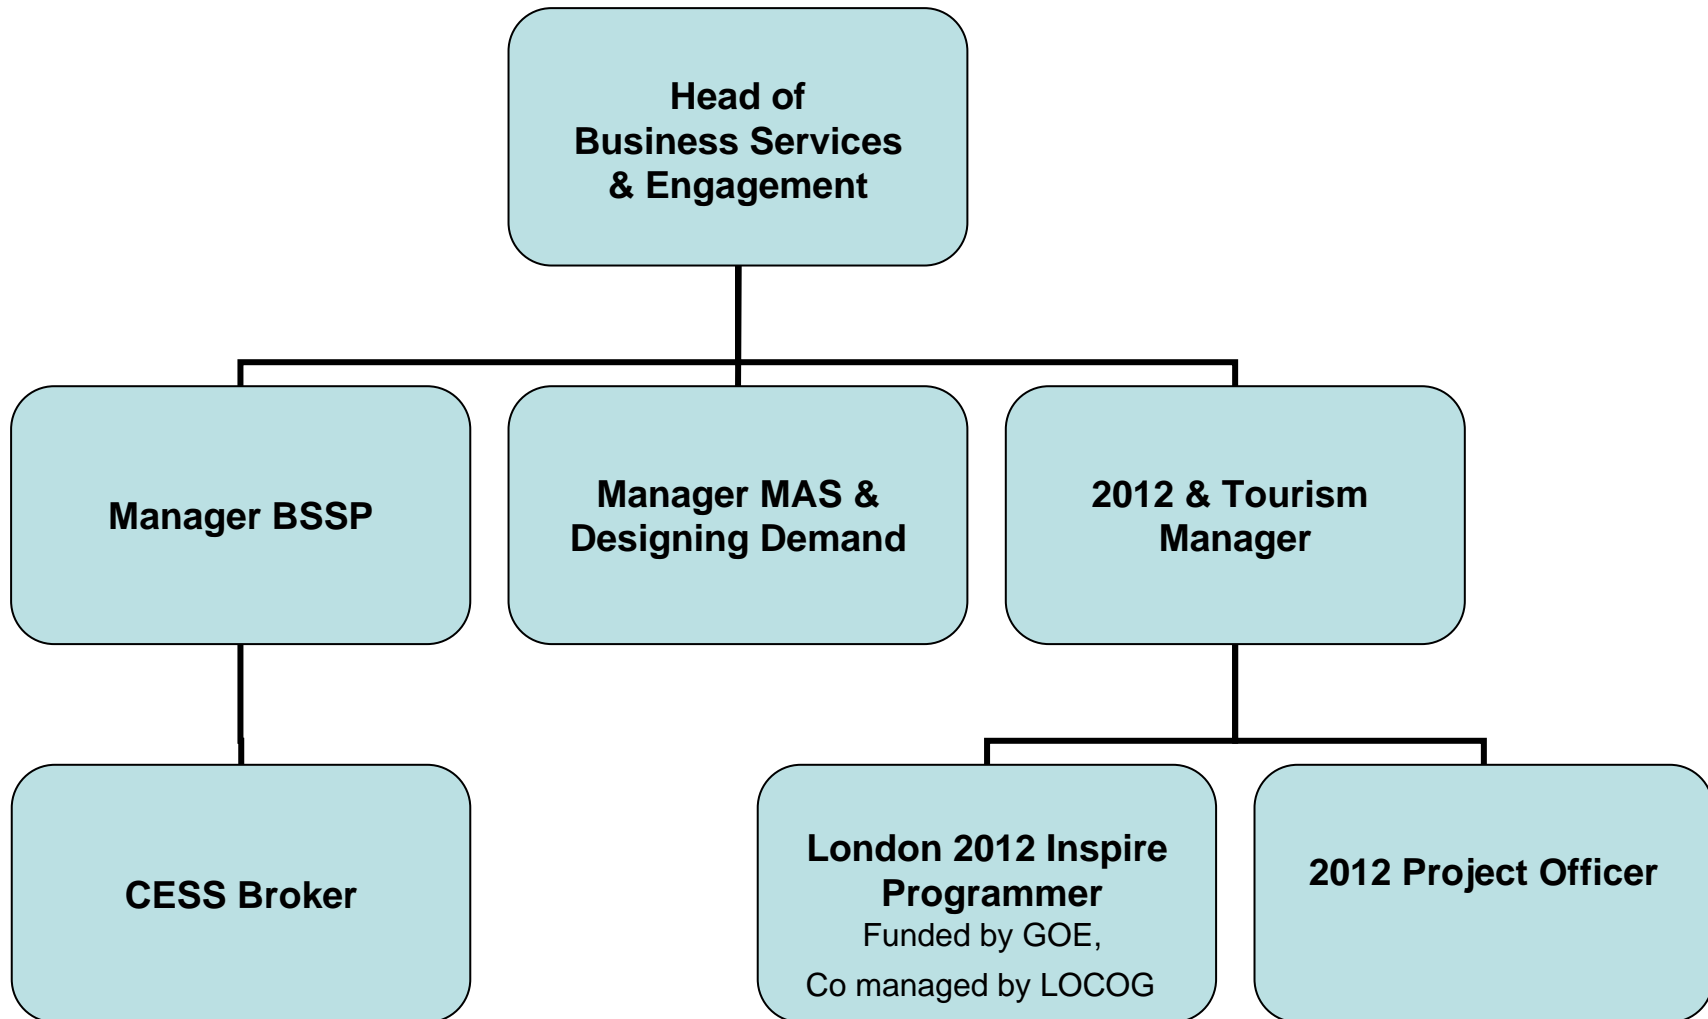 Head of
Business Services
& Engagement
Manager BSSP
Manager MAS &
Designing Demand
2012 & Tourism
Manager
CESS Broker
London 2012 Inspire
Programmer
Funded by GOE,
Co managed by LOCOG
2012 Project Officer